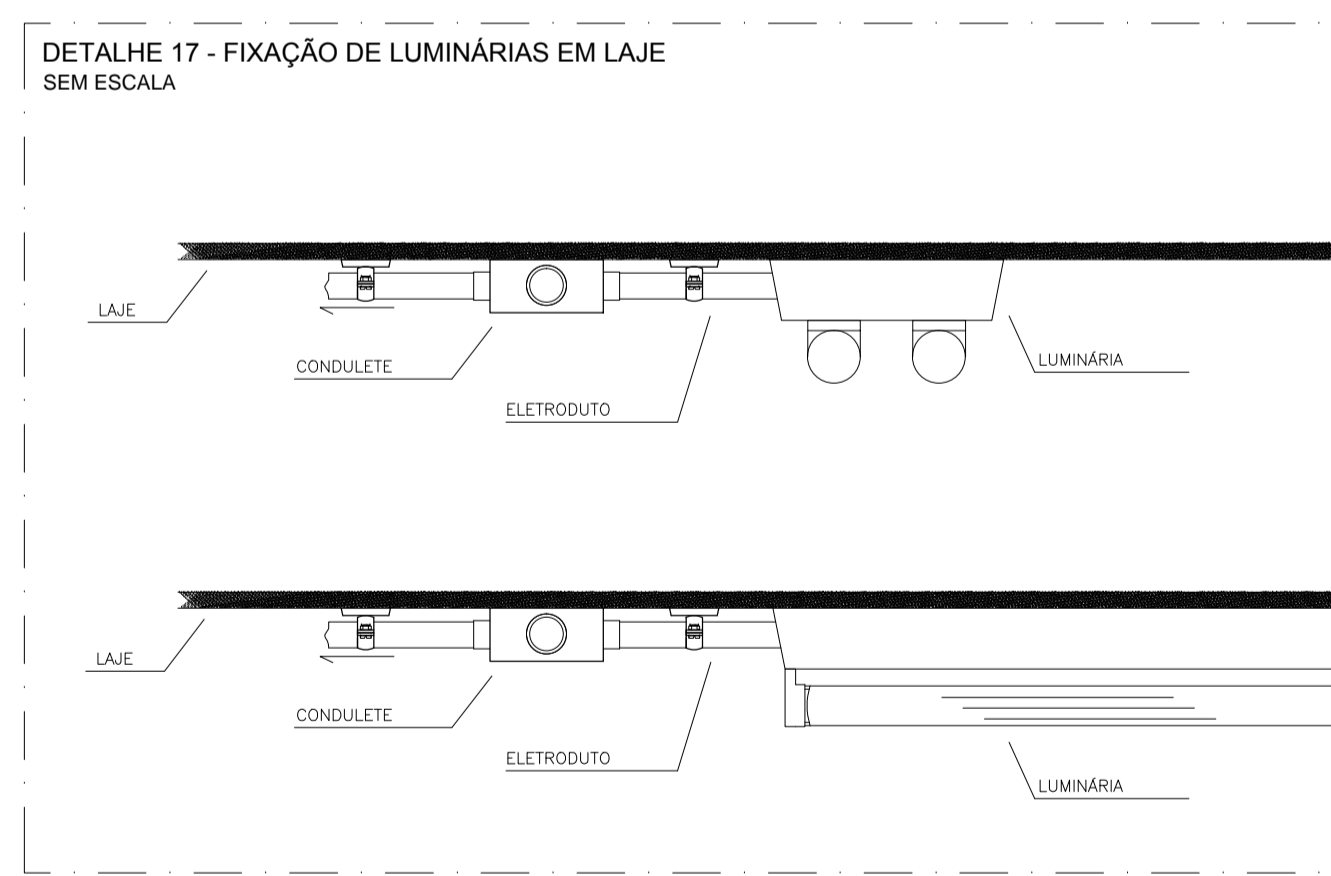 DETALHE 17 - FIXAÇÃO DE LUMINÁRIAS EM LAJE
SEM ESCALA
LAJE
CONDULETE
ELETRODUTO
LUMINÁRIA
LAJE
CONDULETE
ELETRODUTO
LUMINÁRIA